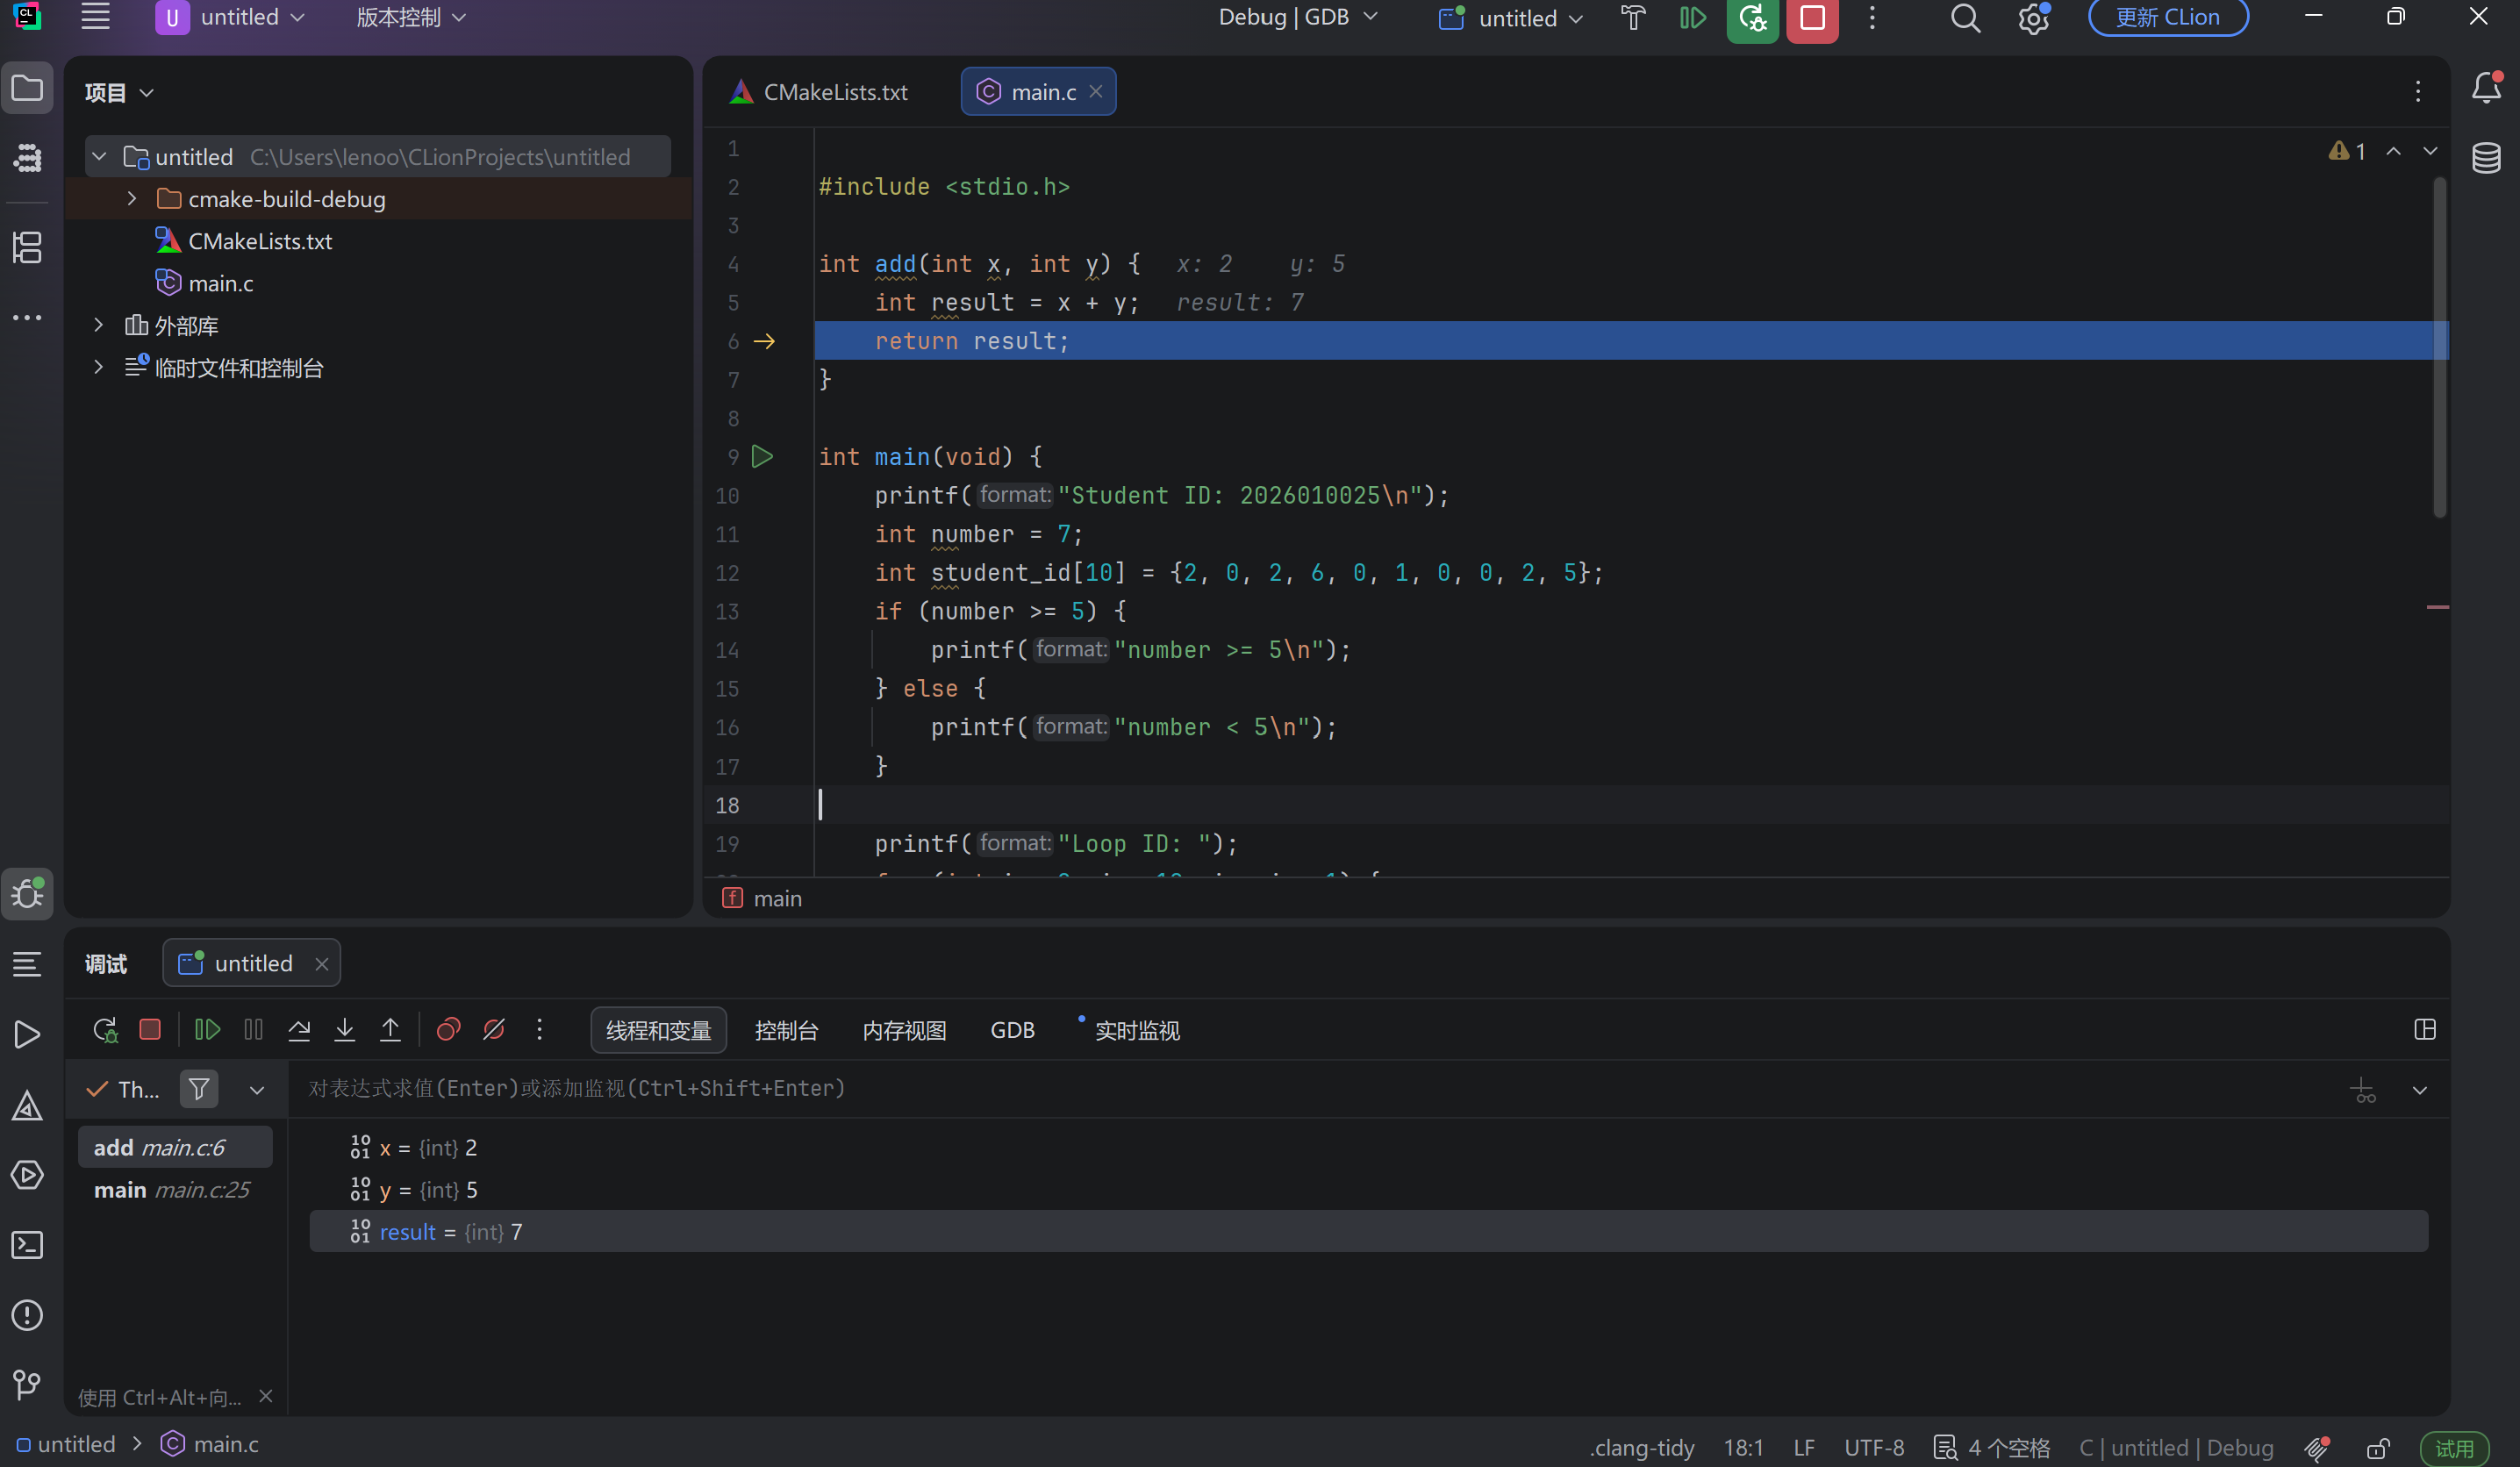 U untitled 版本控制 Debug | GDB untitled 更新 CLion
项目
untitled C:\Users\lenoo\CLionProjects\untitled
cmake-build-debug
CMakeLists.txt
main.c
外部库
临时文件和控制台
CMakeLists.txt main.c
1
1
2 #include <stdio.h>
3
4 int add(int x, int y) { x: 2 y: 5
5 int result = x + y; result: 7
6 return result;
7 }
8
9 int main(void) {
10 printf( format: "Student ID: 2026010025\n");
11 int number = 7;
12 int student_id[10] = {2, 0, 2, 6, 0, 1, 0, 0, 2, 5};
13 if (number >= 5) {
14 printf( format: "number >= 5\n");
15 } else {
16 printf( format: "number < 5\n");
17 }
18
19 printf( format: "Loop ID: ");
f main
调试 untitled
线程和变量 控制台 内存视图 GDB 实时监视
Th... 对表达式求值(Enter)或添加监视(Ctrl+Shift+Enter)
add main.c:6
main main.c:25
x = {int} 2
y = {int} 5
result = {int} 7
使用 Ctrl+Alt+向...
untitled > main.c
.clang-tidy 18:1 LF UTF-8 4 个空格 C | untitled | Debug 试用